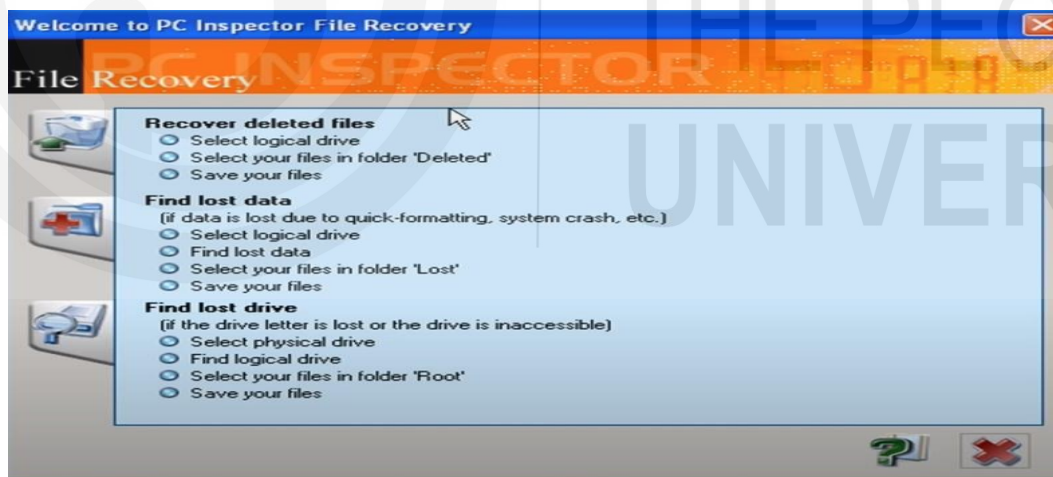 THE PEO
Welcome to PC Inspector File Recovery
PC INSPECTOR
File Recovery
UNIVER
Recover deleted files
Select logical drive
Select your files in folder 'Deleted'
Save your files
Find lost data
(if data is lost due to quick-formatting, system crash, etc.)
Select logical drive
Find lost data
Select your files in folder 'Lost'
Save your files
Find lost drive
(if the drive letter is lost or the drive is inaccessible)
Select physical drive
Find logical drive
Select your files in folder 'Root'
Save your files